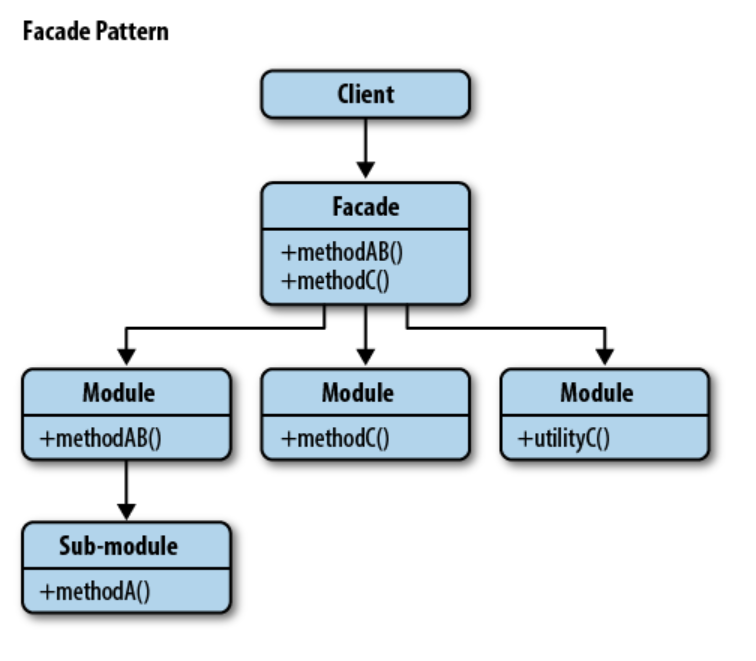 Facade Pattern
Client
Facade
+methodAB()
+methodC()
Module
+methodAB()
Module
+methodC()
Module
+utilityC()
Sub-module
+methodA()